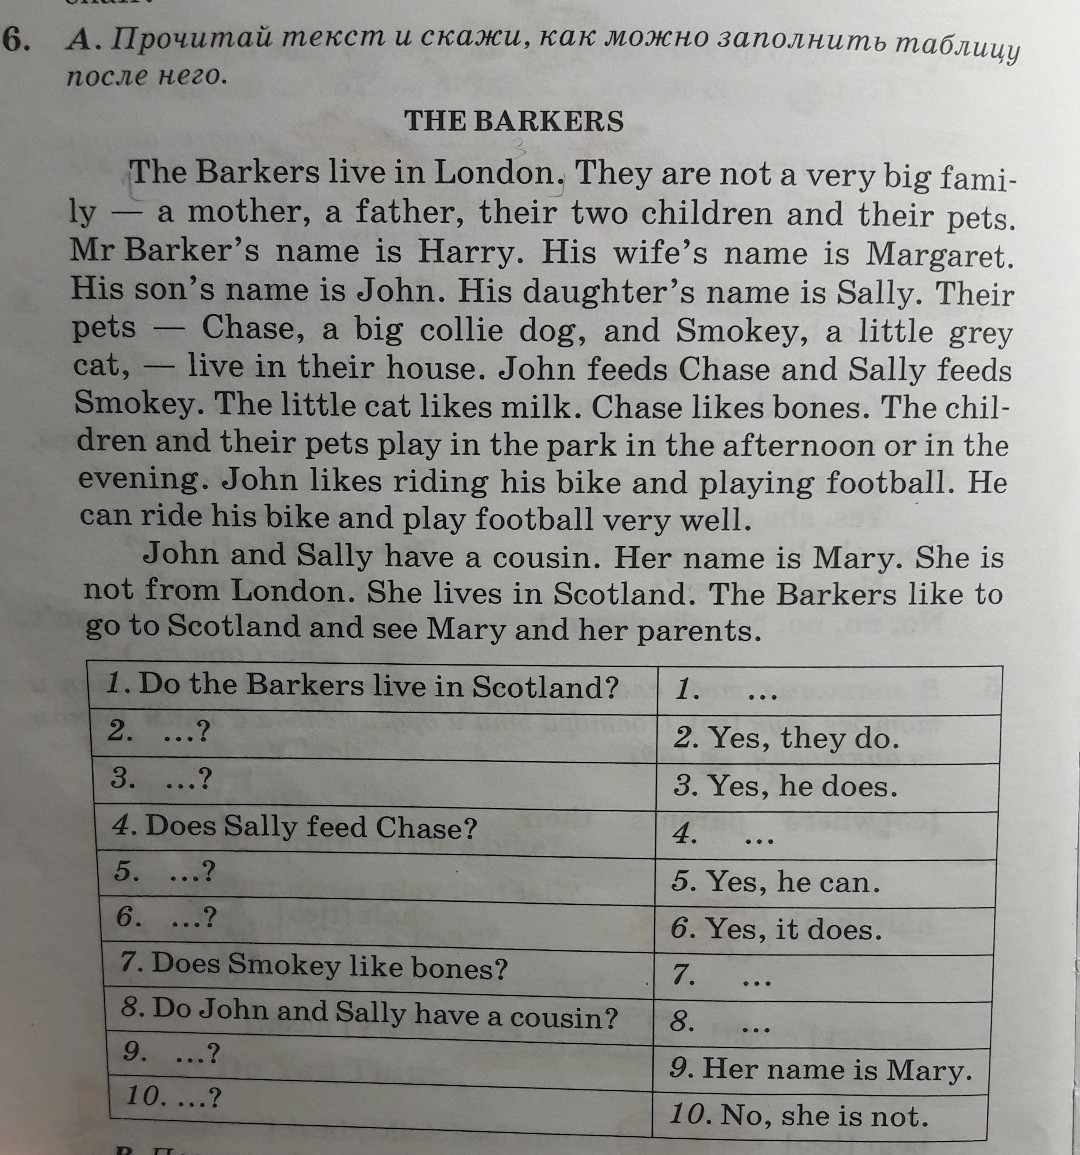 6. А. Прочитай текст и скажи, как можно заполнить таблицу
после него.
THE BARKERS
3
The Barkers live in London. They are not a very big fami-
ly — a mother, a father, their two children and their pets.
Mr Barker's name is Harry. His wife's name is Margaret.
His son's name is John. His daughter's name is Sally. Their
pets — Chase, a big collie dog, and Smokey, a little grey
cat, — live in their house. John feeds Chase and Sally feeds
Smokey. The little cat likes milk. Chase likes bones. The chil-
dren and their pets play in the park in the afternoon or in the
evening. John likes riding his bike and playing football. He
can ride his bike and play football very well.
John and Sally have a cousin. Her name is Mary. She is
not from London. She lives in Scotland. The Barkers like to
go to Scotland and see Mary and her parents.
1. Do the Barkers live in Scotland? 1. ...
2. ...? 2. Yes, they do.
3. ...? 3. Yes, he does.
4. Does Sally feed Chase? 4. ...
5. ...? 5. Yes, he can.
6. ...? 6. Yes, it does.
7. Does Smokey like bones? 7. ...
8. Do John and Sally have a cousin? 8. ...
9. ...? 9. Her name is Mary.
10. ...? 10. No, she is not.